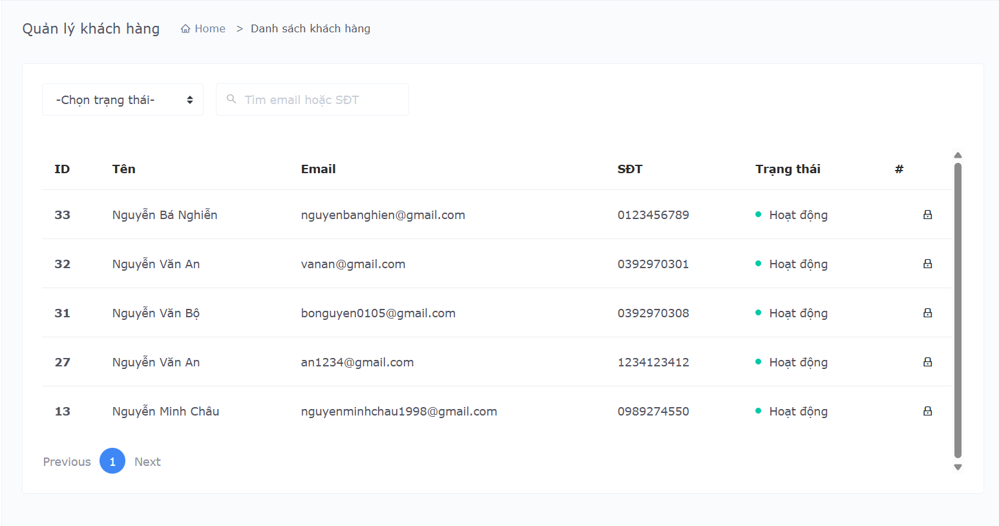 Quản lý khách hàng Home > Danh sách khách hàng
-Chọn trạng thái- Tìm email hoặc SĐT
ID Tên Email SĐT Trạng thái #
33 Nguyễn Bá Nghiễn nguyenbanghien@gmail.com 0123456789 Hoạt động
32 Nguyễn Văn An vanan@gmail.com 0392970301 Hoạt động
31 Nguyễn Văn Bộ bonguyen0105@gmail.com 0392970308 Hoạt động
27 Nguyễn Văn An an1234@gmail.com 1234123412 Hoạt động
13 Nguyễn Minh Châu nguyenminhchau1998@gmail.com 0989274550 Hoạt động
Previous 1 Next